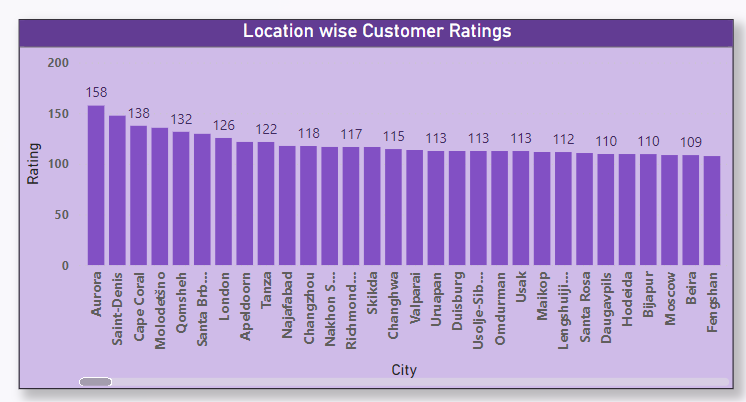 Location wise Customer Ratings
200
150
100
50
0
Rating
158
138
132
126
122
118
117
115
113
113
113
112
110
110
109
Aurora
Saint-Denis
Cape Coral
Molodetšno
Qomsheh
Santa Brb...
London
Apeldoorn
Tanza
Najafabad
Changzhou
Nakhon S...
Richmond...
Skikda
Changhwa
Valparai
Uruapan
Duisburg
Usolje-Sib...
Omdurman
Usak
Maikop
Lengshuiji...
Santa Rosa
Daugavpils
Hodeida
Bijapur
Moscow
Beira
Fengshan
City